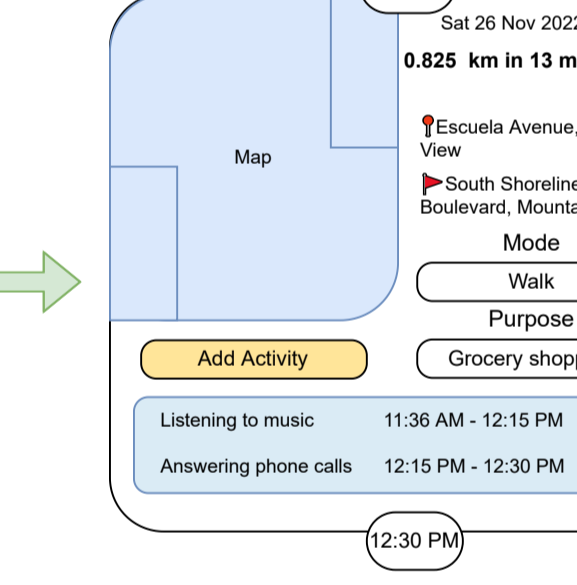 Sat 26 Nov 2022
0.825 km in 13 m
Escuela Avenue,
View
Map
South Shoreline
Boulevard, Mounta
Mode
Walk
Purpose
Add Activity
Grocery shopp
Listening to music 11:36 AM - 12:15 PM
Answering phone calls 12:15 PM - 12:30 PM
12:30 PM